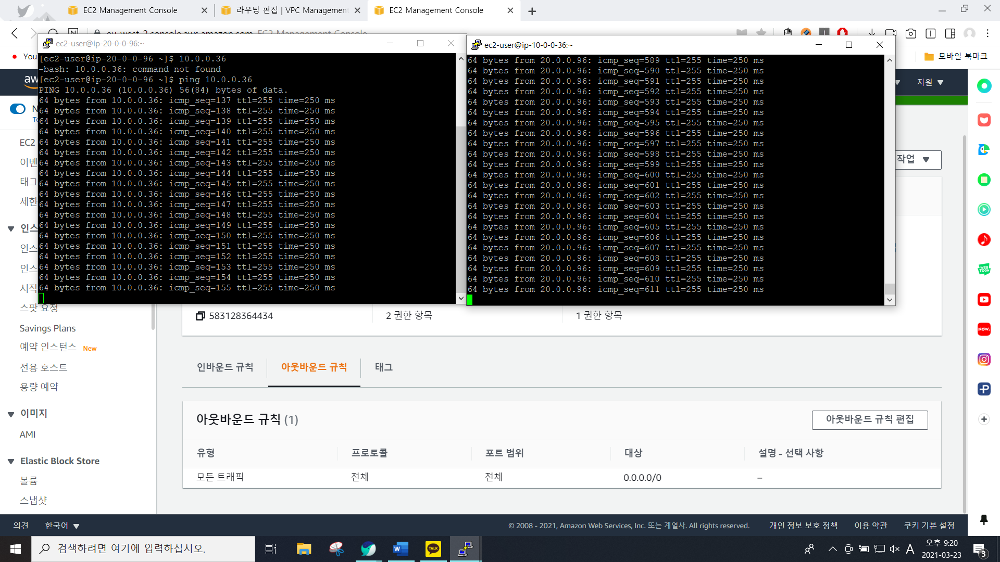 EC2 Management Console
라우팅 편집 | VPC Management
EC2 Management Console
eu-west-2.console.aws.amazon.com EC2 Management Console
모바일 북마크
지원
작업
ec2-user@ip-20-0-0-96:~
[ec2-user@ip-20-0-0-96 ~]$ 10.0.0.36
-bash: 10.0.0.36: command not found
[ec2-user@ip-20-0-0-96 ~]$ ping 10.0.0.36
PING 10.0.0.36 (10.0.0.36) 56(84) bytes of data.
64 bytes from 10.0.0.36: icmp_seq=137 ttl=255 time=250 ms
64 bytes from 10.0.0.36: icmp_seq=138 ttl=255 time=250 ms
64 bytes from 10.0.0.36: icmp_seq=139 ttl=255 time=250 ms
64 bytes from 10.0.0.36: icmp_seq=140 ttl=255 time=250 ms
64 bytes from 10.0.0.36: icmp_seq=141 ttl=255 time=250 ms
64 bytes from 10.0.0.36: icmp_seq=142 ttl=255 time=250 ms
64 bytes from 10.0.0.36: icmp_seq=143 ttl=255 time=250 ms
64 bytes from 10.0.0.36: icmp_seq=144 ttl=255 time=250 ms
64 bytes from 10.0.0.36: icmp_seq=145 ttl=255 time=250 ms
64 bytes from 10.0.0.36: icmp_seq=146 ttl=255 time=250 ms
64 bytes from 10.0.0.36: icmp_seq=147 ttl=255 time=250 ms
64 bytes from 10.0.0.36: icmp_seq=148 ttl=255 time=250 ms
64 bytes from 10.0.0.36: icmp_seq=149 ttl=255 time=250 ms
64 bytes from 10.0.0.36: icmp_seq=150 ttl=255 time=250 ms
64 bytes from 10.0.0.36: icmp_seq=151 ttl=255 time=250 ms
64 bytes from 10.0.0.36: icmp_seq=152 ttl=255 time=250 ms
64 bytes from 10.0.0.36: icmp_seq=153 ttl=255 time=250 ms
64 bytes from 10.0.0.36: icmp_seq=154 ttl=255 time=250 ms
64 bytes from 10.0.0.36: icmp_seq=155 ttl=255 time=250 ms
ec2-user@ip-10-0-0-36:~
64 bytes from 20.0.0.96: icmp_seq=589 ttl=255 time=250 ms
64 bytes from 20.0.0.96: icmp_seq=590 ttl=255 time=250 ms
64 bytes from 20.0.0.96: icmp_seq=591 ttl=255 time=250 ms
64 bytes from 20.0.0.96: icmp_seq=592 ttl=255 time=250 ms
64 bytes from 20.0.0.96: icmp_seq=593 ttl=255 time=250 ms
64 bytes from 20.0.0.96: icmp_seq=594 ttl=255 time=250 ms
64 bytes from 20.0.0.96: icmp_seq=595 ttl=255 time=250 ms
64 bytes from 20.0.0.96: icmp_seq=596 ttl=255 time=250 ms
64 bytes from 20.0.0.96: icmp_seq=597 ttl=255 time=250 ms
64 bytes from 20.0.0.96: icmp_seq=598 ttl=255 time=250 ms
64 bytes from 20.0.0.96: icmp_seq=599 ttl=255 time=250 ms
64 bytes from 20.0.0.96: icmp_seq=600 ttl=255 time=250 ms
64 bytes from 20.0.0.96: icmp_seq=601 ttl=255 time=250 ms
64 bytes from 20.0.0.96: icmp_seq=602 ttl=255 time=250 ms
64 bytes from 20.0.0.96: icmp_seq=603 ttl=255 time=250 ms
64 bytes from 20.0.0.96: icmp_seq=604 ttl=255 time=250 ms
64 bytes from 20.0.0.96: icmp_seq=605 ttl=255 time=250 ms
64 bytes from 20.0.0.96: icmp_seq=606 ttl=255 time=250 ms
64 bytes from 20.0.0.96: icmp_seq=607 ttl=255 time=250 ms
64 bytes from 20.0.0.96: icmp_seq=608 ttl=255 time=250 ms
64 bytes from 20.0.0.96: icmp_seq=609 ttl=255 time=250 ms
64 bytes from 20.0.0.96: icmp_seq=610 ttl=255 time=250 ms
64 bytes from 20.0.0.96: icmp_seq=611 ttl=255 time=250 ms
You
aw
N
Te
EC2
이벤
태그
제한
인스
인스
인스
시작
스팟 요청
Savings Plans
예약 인스턴스 New
전용 호스트
용량 예약
이미지
AMI
Elastic Block Store
볼륨
스냅샷
583128364434
2 권한 항목
1 권한 항목
인바운드 규칙
아웃바운드 규칙
태그
아웃바운드 규칙 (1)
아웃바운드 규칙 편집
유형 프로토콜 포트 범위 대상 설명 - 선택 사항
모든 트래픽 전체 전체 0.0.0.0/0 –
WEB
TOON
NOW.
의견 한국어
© 2008 - 2021, Amazon Web Services, Inc. 또는 계열사. All rights reserved. 개인 정보 보호 정책 이용 약관 쿠키 기본 설정
검색하려면 여기에 입력하십시오.
TALK
A
오후 9:20
2021-03-23
3